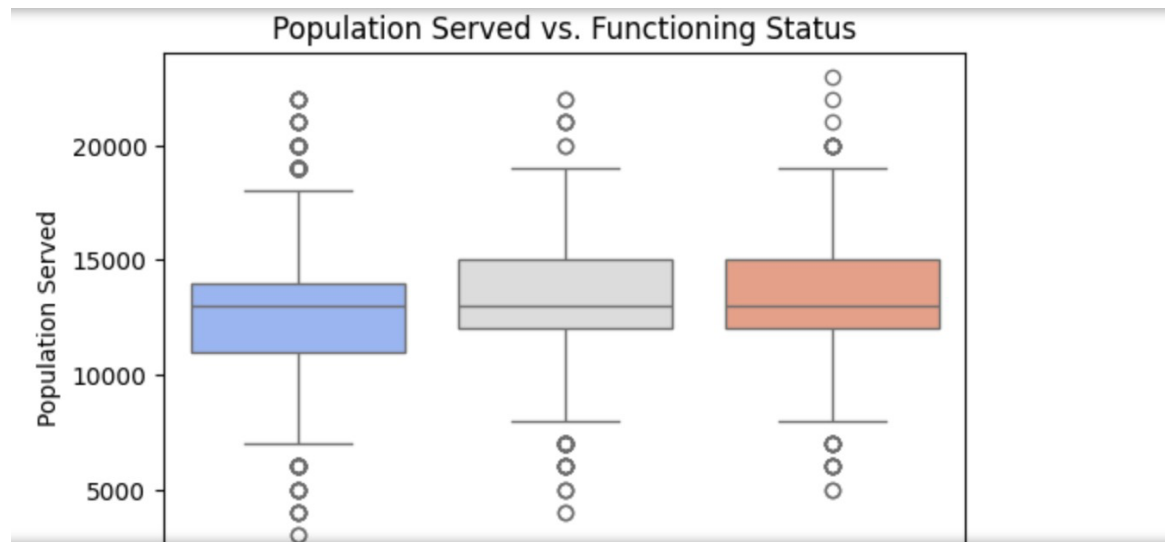 Population Served vs. Functioning Status
Population Served
20000
15000
10000
5000